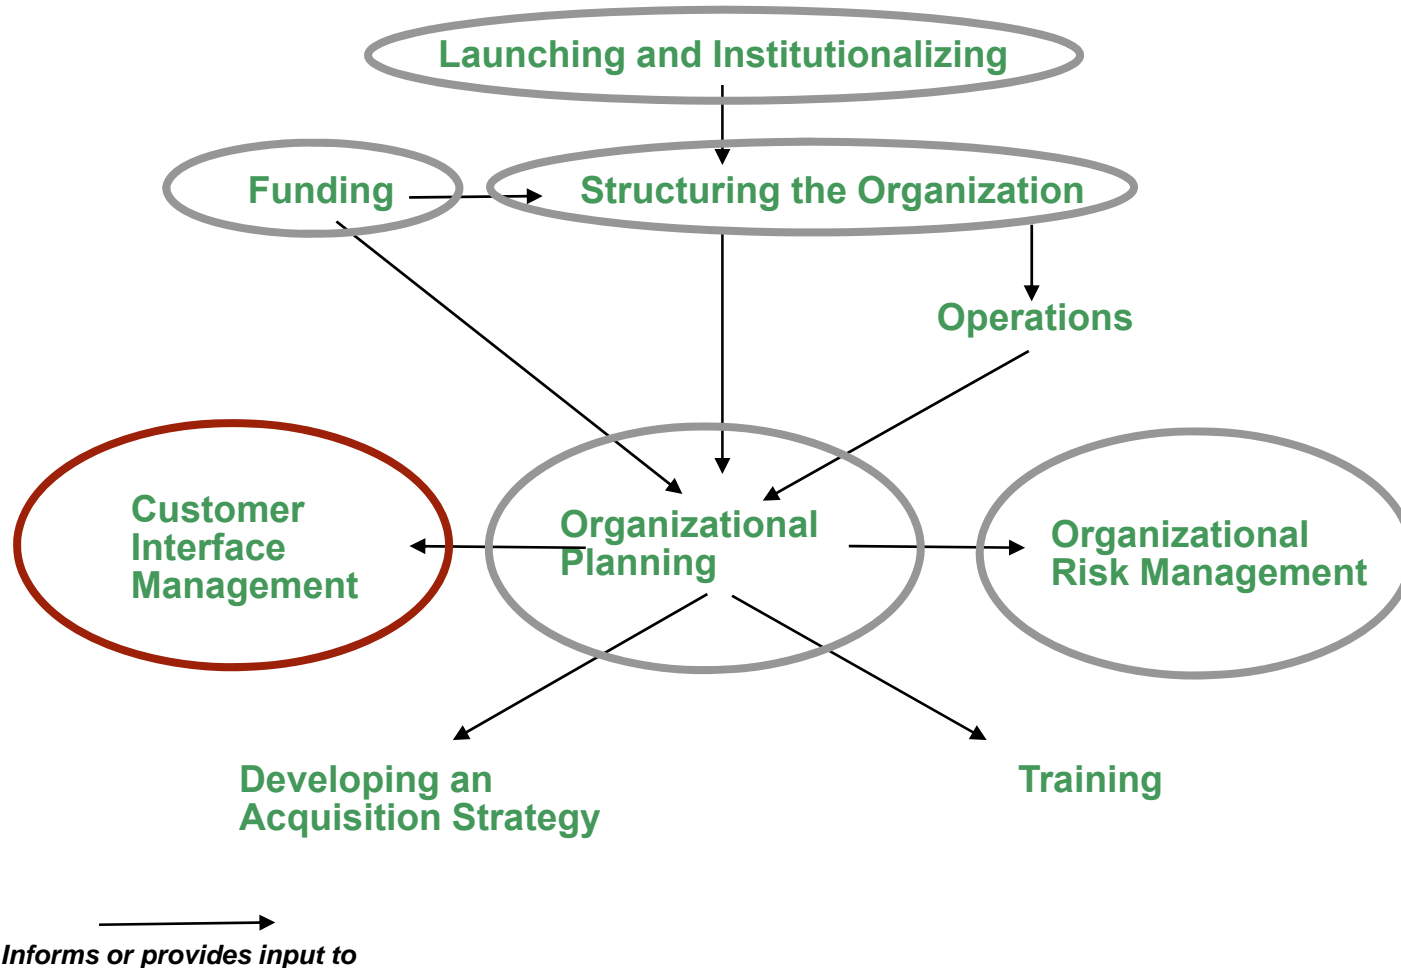 Launching and Institutionalizing
Funding
Structuring the Organization
Operations
Customer
Interface
Management
Organizational
Planning
Organizational
Risk Management
Developing an
Acquisition Strategy
Training
Informs or provides input to